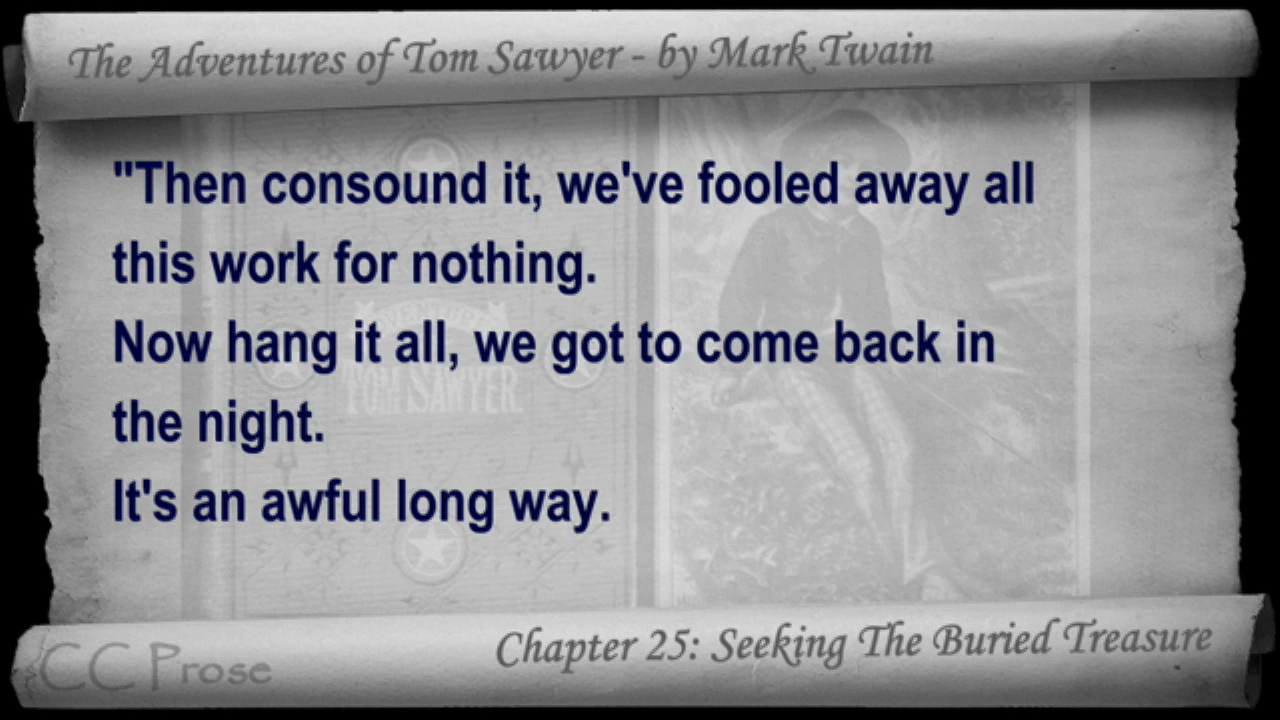 The Adventures of Tom Sawyer - by Mark Twain
"Then consound it, we've fooled away all
this work for nothing.
Now hang it all, we got to come back in
the night.
It's an awful long way.
TOM SAWYER
Chapter 25: Seeking The Buried Treasure
CC Prose